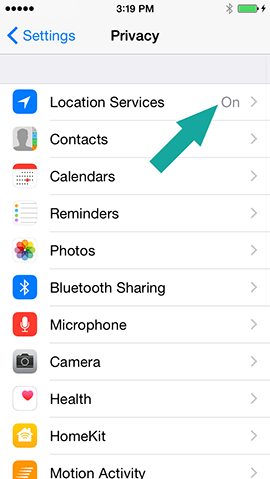 3:19 PM
Settings Privacy
Location Services On
Contacts
Calendars
Reminders
Photos
Bluetooth Sharing
Microphone
Camera
Health
HomeKit
Motion Activity